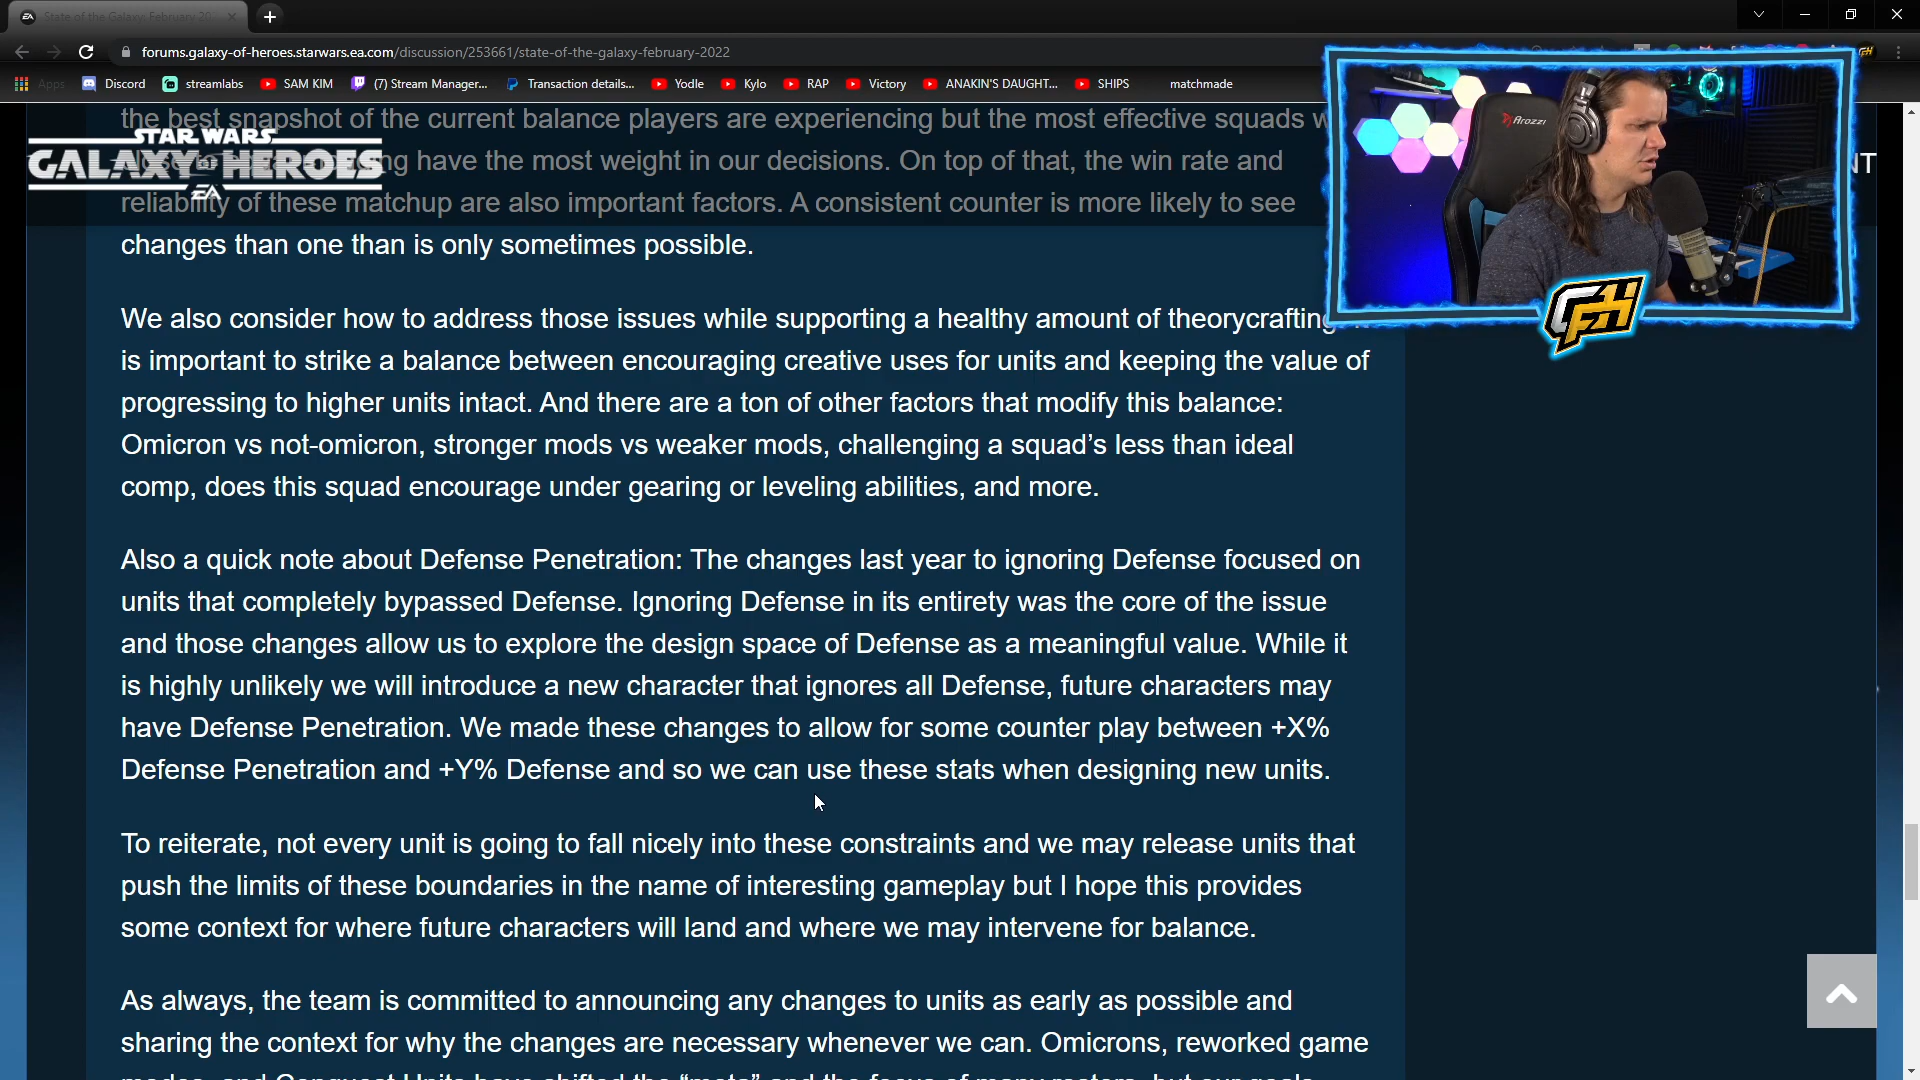 State of the Galaxy: February 20
forums.galaxy-of-heroes.starwars.ea.com/discussion/253661/state-of-the-galaxy-february-2022
Apps Discord streamlabs SAM KIM (7) Stream Manager... Transaction details... Yodle Kylo RAP Victory ANAKIN'S DAUGHT... SHIPS matchmade
the best snapshot of the current balance players are experiencing but the most effective squads w
STAR WARS
GALAXY OF HEROES
EA
ng have the most weight in our decisions. On top of that, the win rate and
reliability of these matchup are also important factors. A consistent counter is more likely to see
changes than one than is only sometimes possible.
NT
Arozzi
GFH
We also consider how to address those issues while supporting a healthy amount of theorycrafting
is important to strike a balance between encouraging creative uses for units and keeping the value of
progressing to higher units intact. And there are a ton of other factors that modify this balance:
Omicron vs not-omicron, stronger mods vs weaker mods, challenging a squad’s less than ideal
comp, does this squad encourage under gearing or leveling abilities, and more.
Also a quick note about Defense Penetration: The changes last year to ignoring Defense focused on
units that completely bypassed Defense. Ignoring Defense in its entirety was the core of the issue
and those changes allow us to explore the design space of Defense as a meaningful value. While it
is highly unlikely we will introduce a new character that ignores all Defense, future characters may
have Defense Penetration. We made these changes to allow for some counter play between +X%
Defense Penetration and +Y% Defense and so we can use these stats when designing new units.
To reiterate, not every unit is going to fall nicely into these constraints and we may release units that
push the limits of these boundaries in the name of interesting gameplay but I hope this provides
some context for where future characters will land and where we may intervene for balance.
As always, the team is committed to announcing any changes to units as early as possible and
sharing the context for why the changes are necessary whenever we can. Omicrons, reworked game